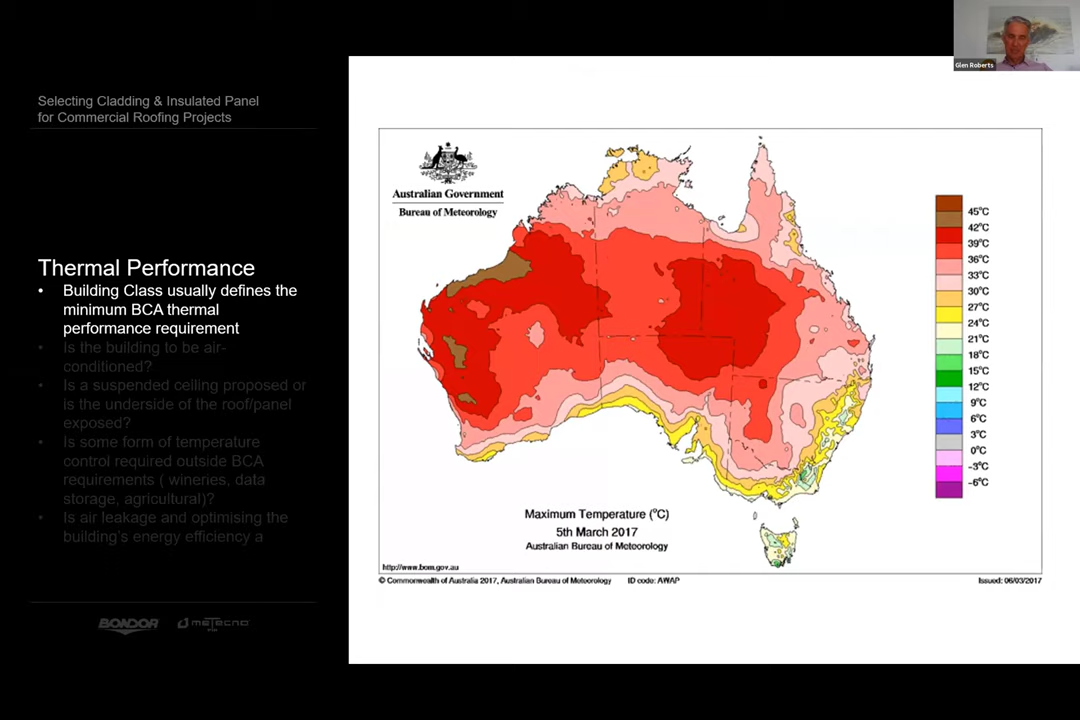 Glen Roberts
Selecting Cladding & Insulated Panel
for Commercial Roofing Projects
Thermal Performance
• Building Class usually defines the
minimum BCA thermal
performance requirement
• Is the building to be air-
conditioned?
• Is a suspended ceiling proposed or
is the underside of the roof/panel
exposed?
• Is some form of temperature
control required outside BCA
requirements ( wineries, data
storage, agricultural)?
• Is air leakage and optimising the
building's energy efficiency a
BONDOR
METECNO
PIR
Australian Government
Bureau of Meteorology
45°C
42°C
39°C
36°C
33°C
30°C
27°C
24°C
21°C
18°C
15°C
12°C
9°C
6°C
3°C
0°C
-3°C
-6°C
Maximum Temperature (°C)
5th March 2017
Australian Bureau of Meteorology
http://www.bom.gov.au
© Commonwealth of Australia 2017, Australian Bureau of Meteorology ID code: AWAP Issued: 06/03/2017